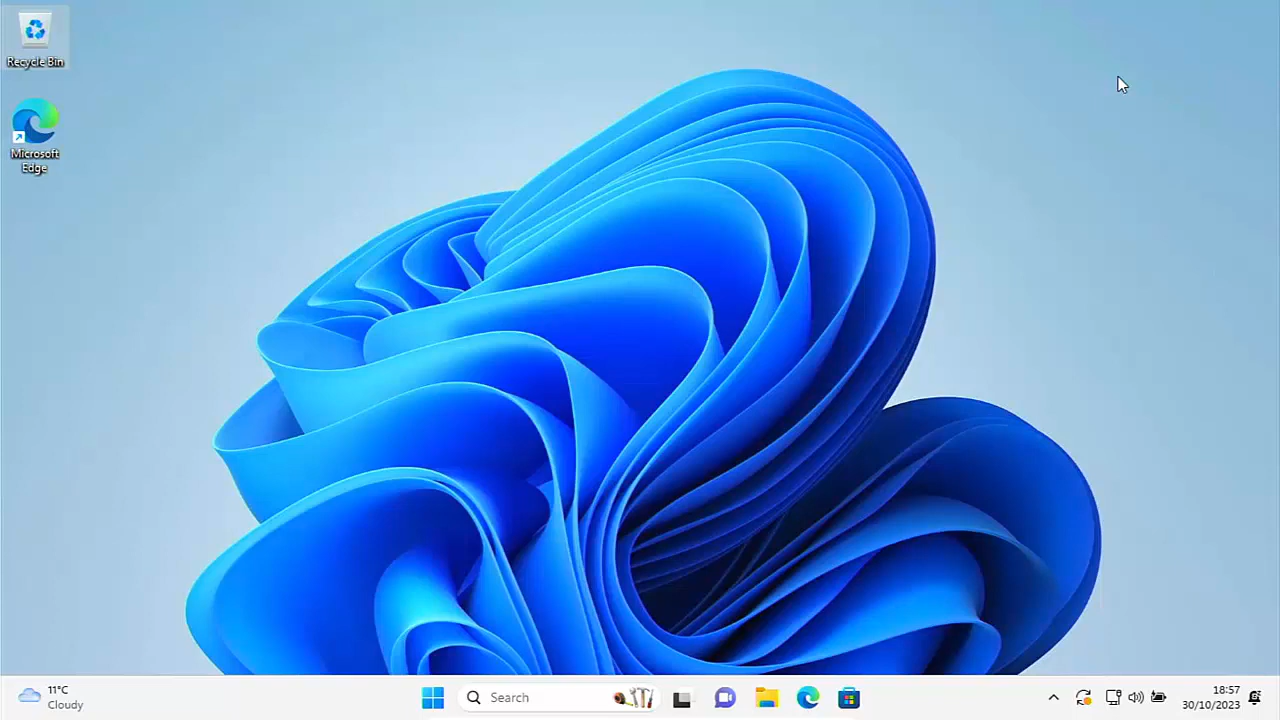 Recycle Bin
Microsoft
Edge
11°C
Cloudy
Search
18:57
30/10/2023